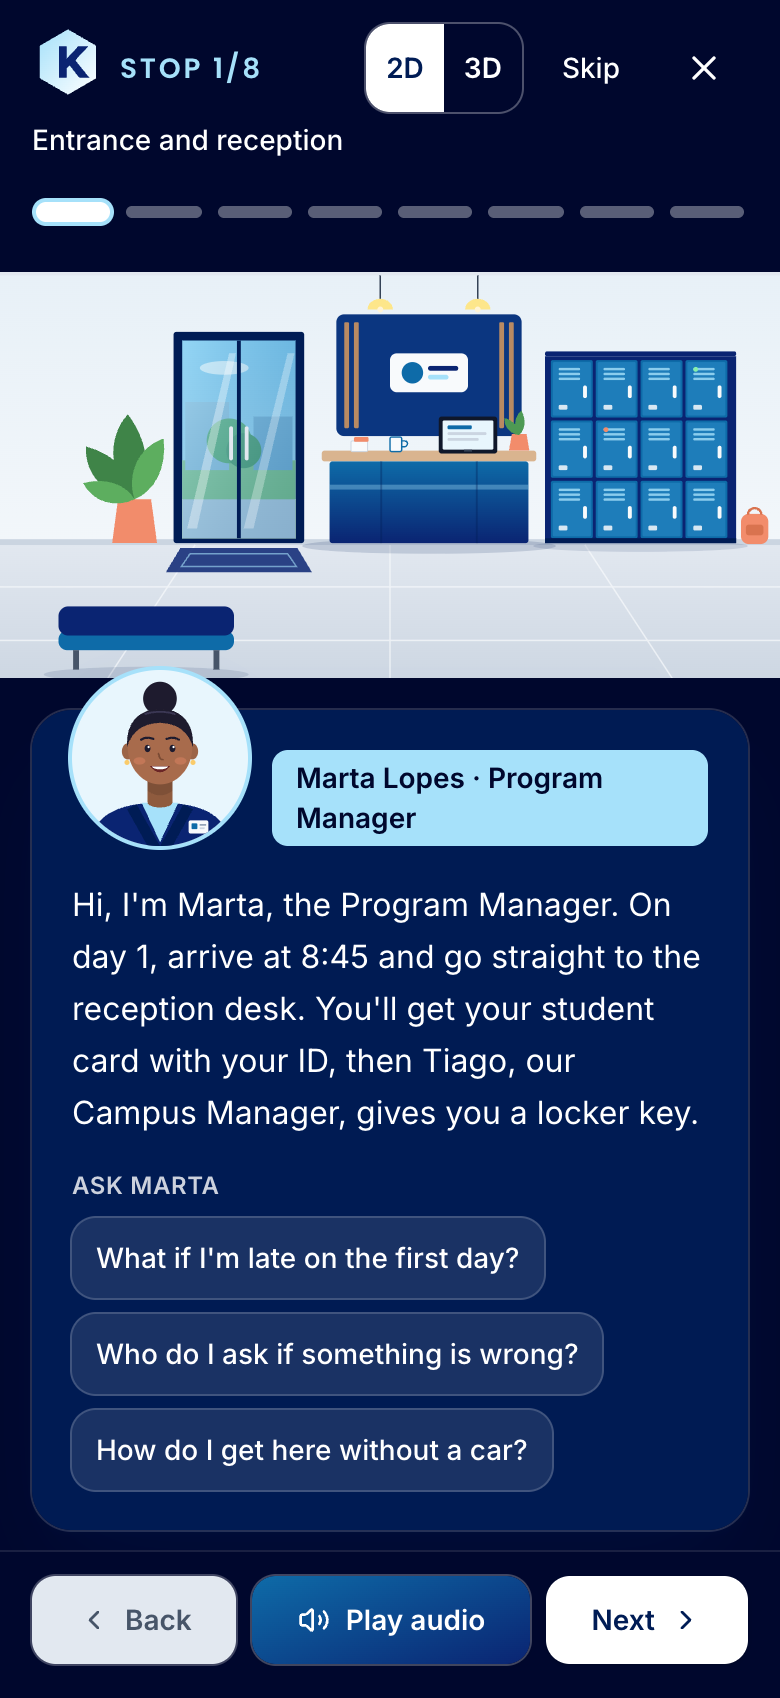 K
STOP 1/8
2D
3D
Skip
Entrance and reception
Marta Lopes · Program
Manager
Hi, I'm Marta, the Program Manager. On
day 1, arrive at 8:45 and go straight to the
reception desk. You'll get your student
card with your ID, then Tiago, our
Campus Manager, gives you a locker key.
ASK MARTA
What if I'm late on the first day?
Who do I ask if something is wrong?
How do I get here without a car?
Back
Play audio
Next